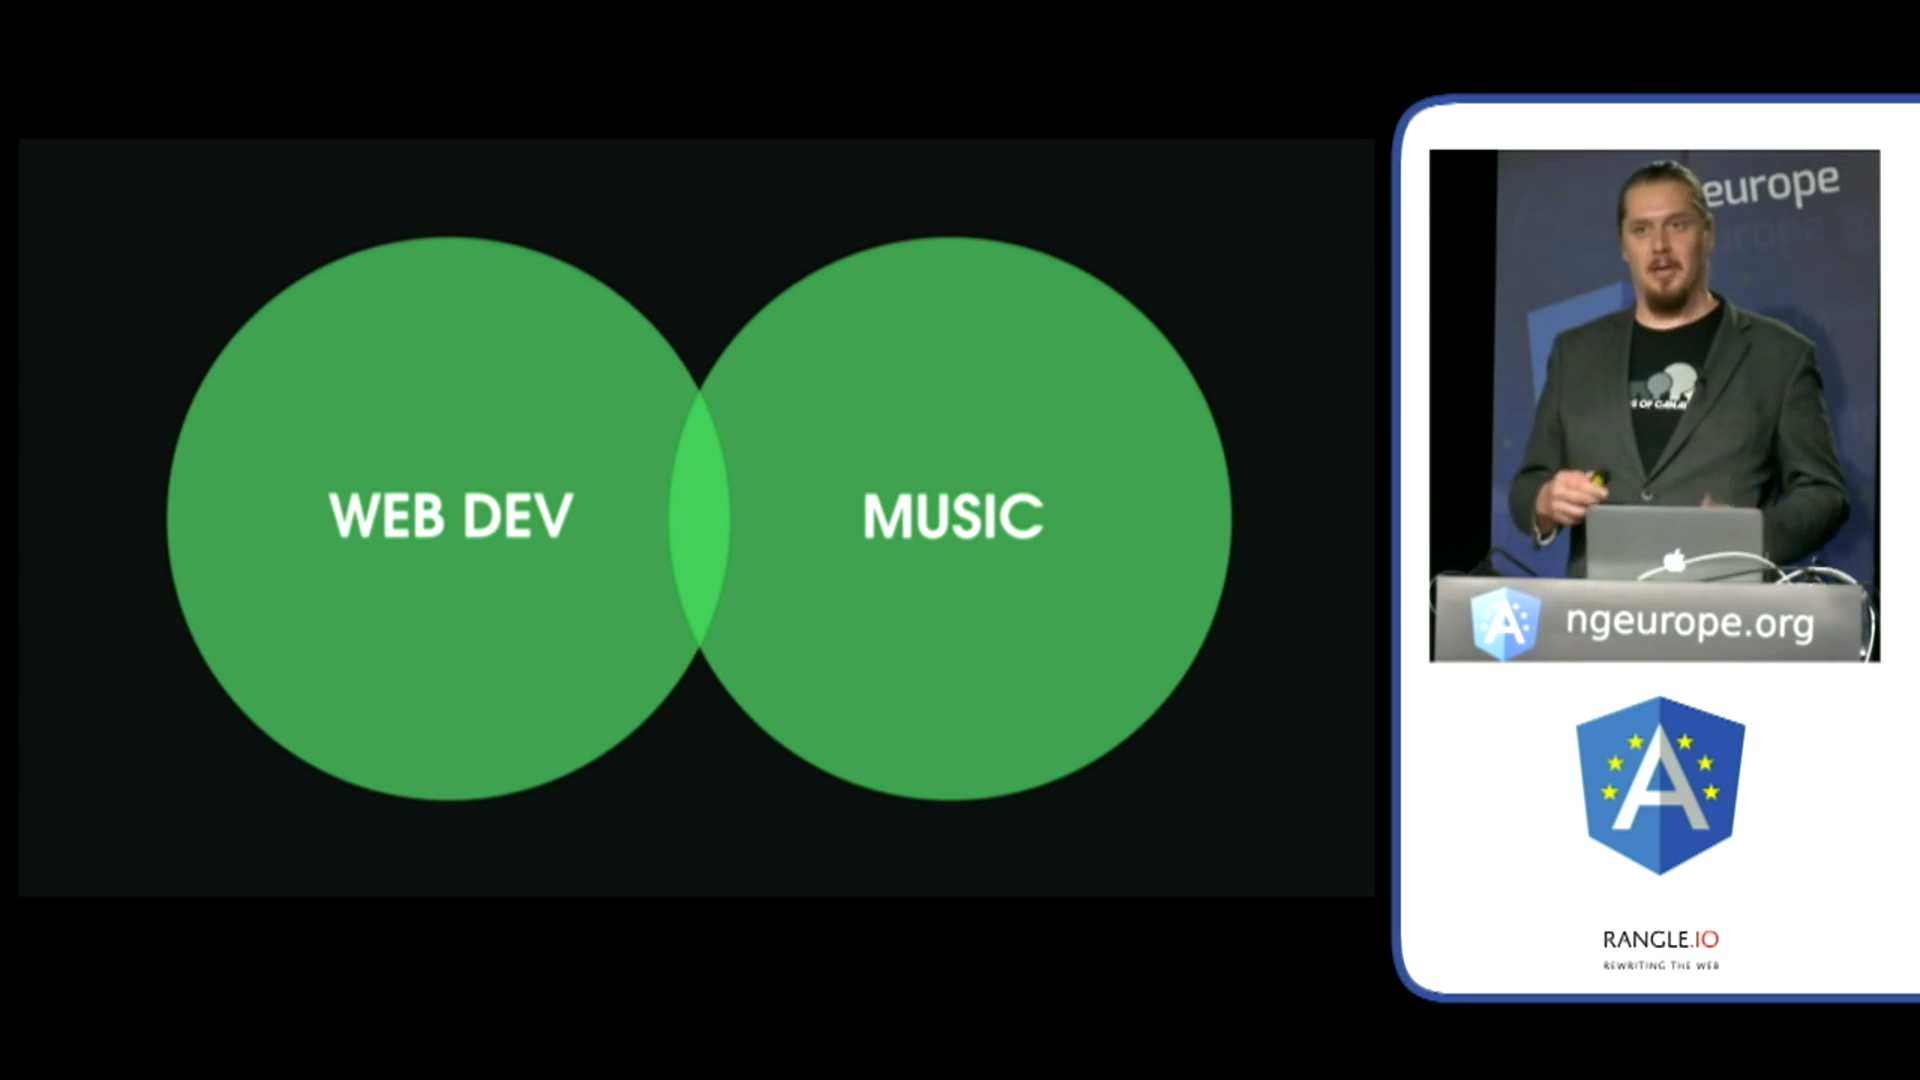 WEB DEV
MUSIC
europe
ngeurope.org
RANGLE.IO
REWRITING THE WEB